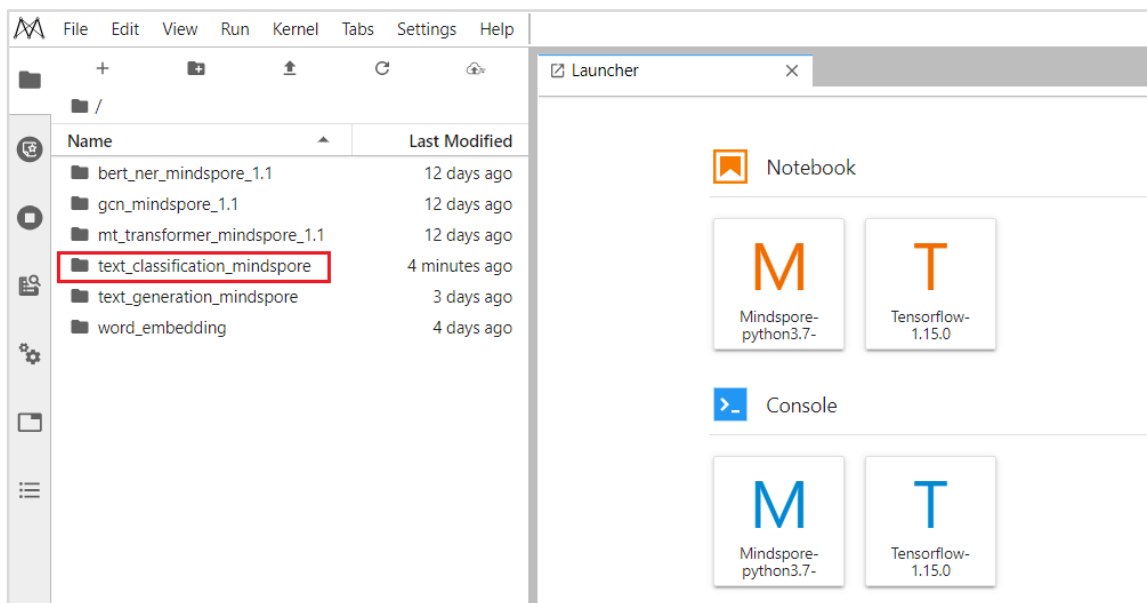 File Edit View Run Kernel Tabs Settings Help
Launcher
/
Name Last Modified
bert_ner_mindspore_1.1 12 days ago
gcn_mindspore_1.1 12 days ago
mt_transformer_mindspore_1.1 12 days ago
text_classification_mindspore 4 minutes ago
text_generation_mindspore 3 days ago
word_embedding 4 days ago
Notebook
M T
Mindspore- Tensorflow-
python3.7- 1.15.0
Console
M T
Mindspore- Tensorflow-
python3.7- 1.15.0